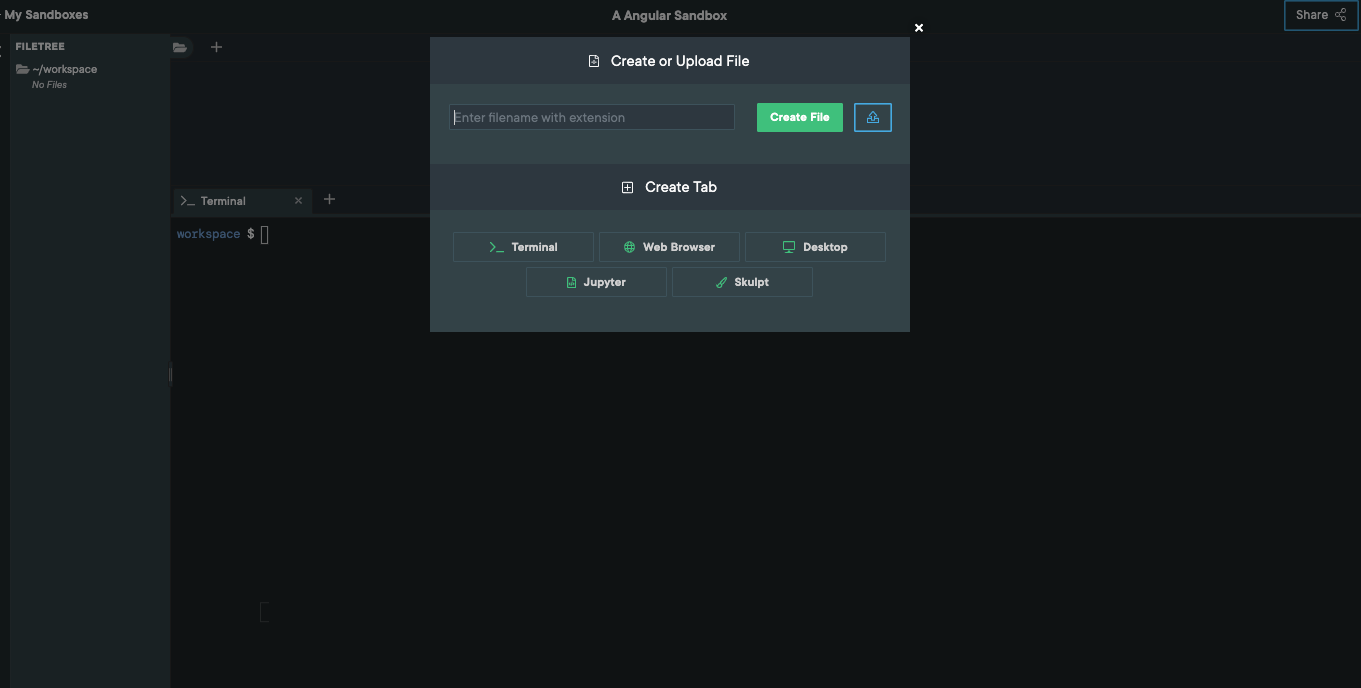 My Sandboxes
A Angular Sandbox
Share
FILETREE
~/workspace
No Files
Create or Upload File
Enter filename with extension
Create File
Create Tab
>_ Terminal
workspace $
>_ Terminal
Web Browser
Desktop
Jupyter
Skulpt